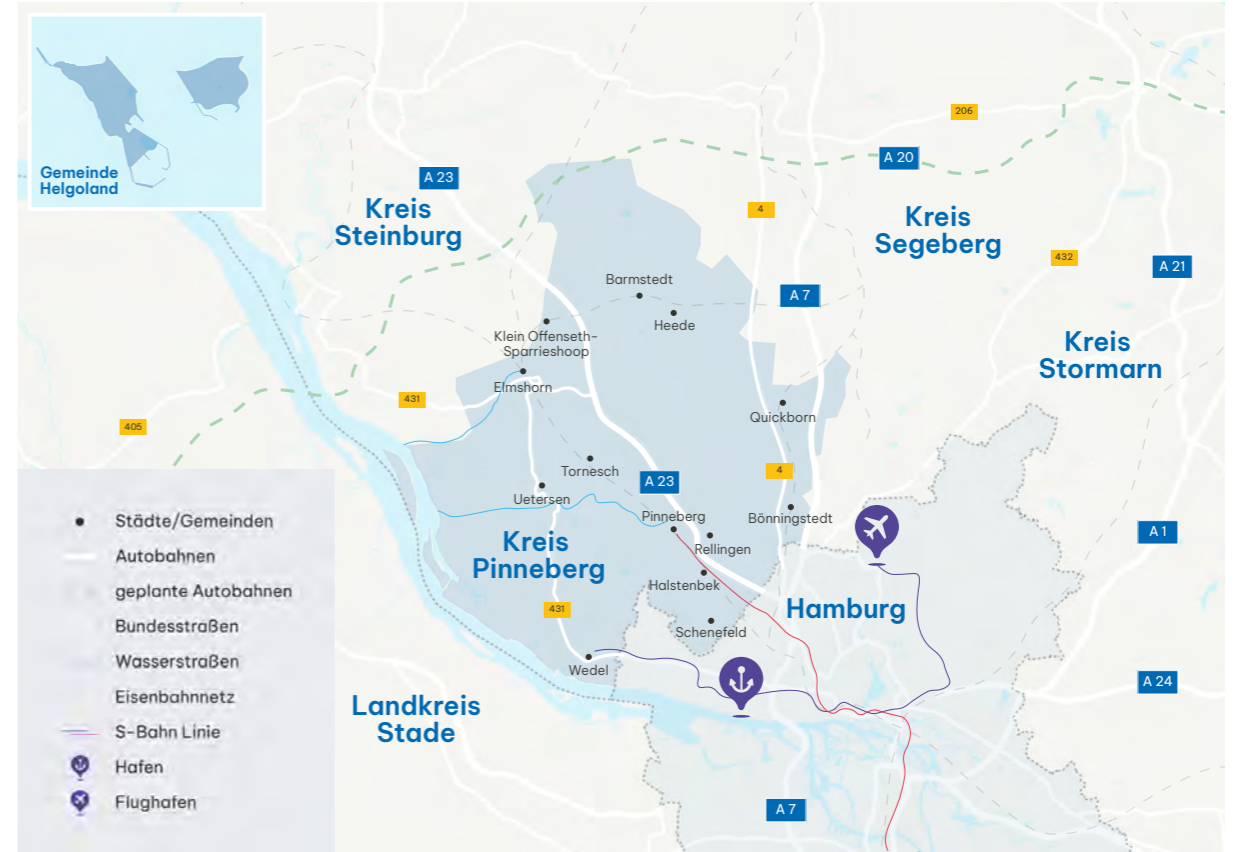 Gemeinde
Helgoland
206
A 20
A 23
4
Kreis
Steinburg
Kreis
Segeberg
432
A 21
A 7
Barmstedt
Heede
Klein Offenseth-
Sparrieshoop
Kreis
Stormarn
Elmshorn
431
405
Quickborn
Tornesch
4
A 23
Uetersen
Pinneberg
Bönningstedt
Rellingen
A 1
Kreis
Pinneberg
Halstenbek
431
Hamburg
Schenefeld
Wedel
A 24
Landkreis
Stade
A 7
Städte/Gemeinden
Autobahnen
geplante Autobahnen
Bundesstraßen
Wasserstraßen
Eisenbahnnetz
S-Bahn Linie
Hafen
Flughafen